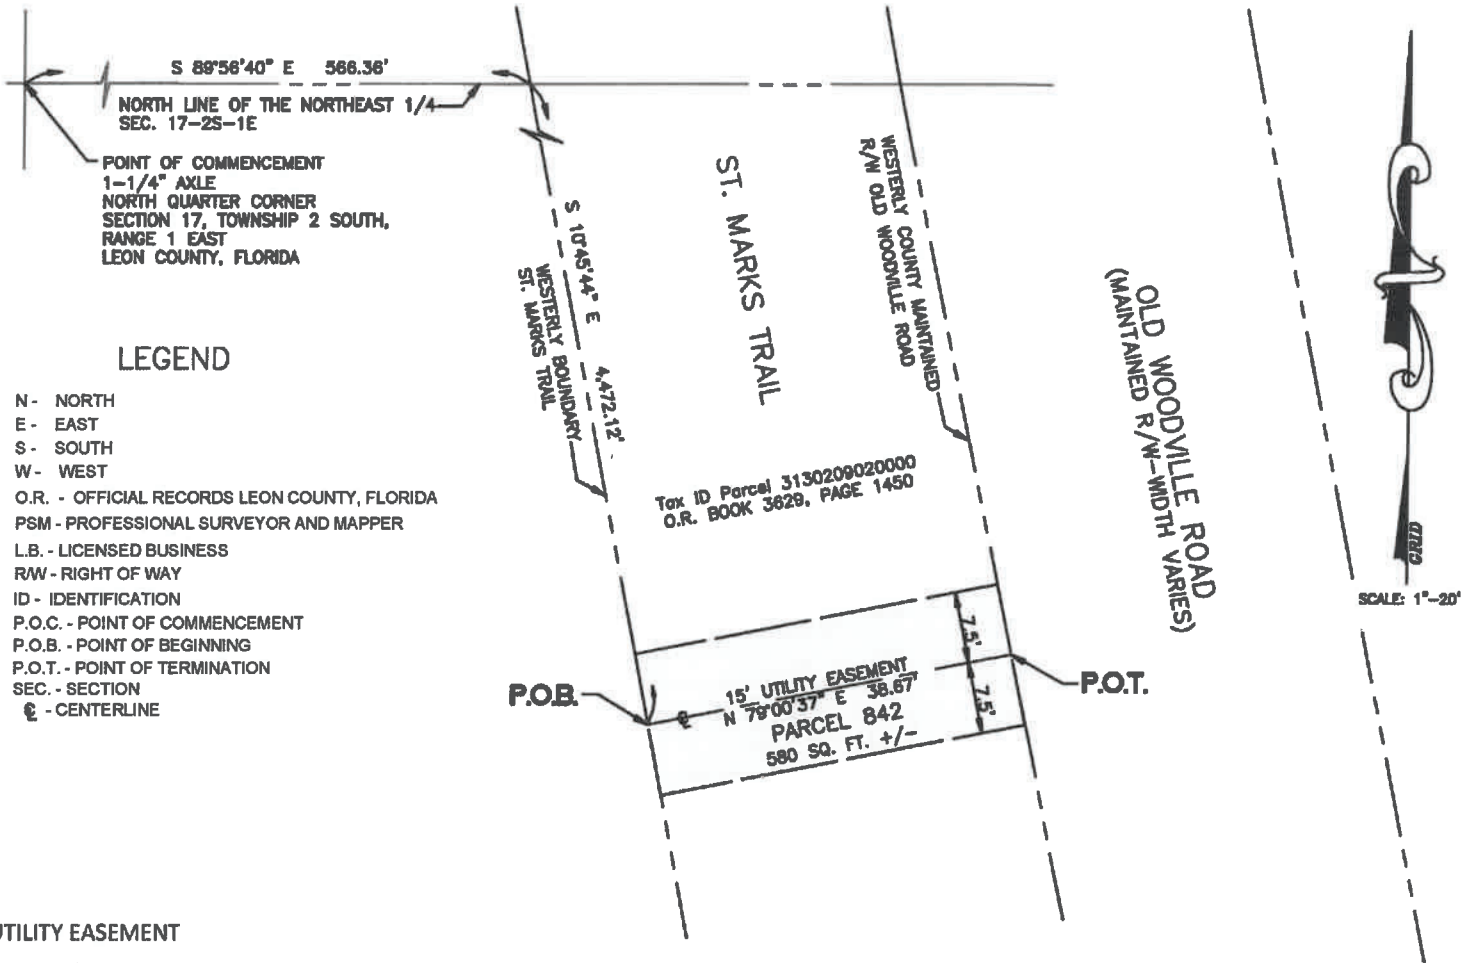 S 89°56'40" E 566.36'
NORTH LINE OF THE NORTHEAST 1/4
SEC. 17-2S-1E
POINT OF COMMENCEMENT
1-1/4" AXLE
NORTH QUARTER CORNER
SECTION 17, TOWNSHIP 2 SOUTH,
RANGE 1 EAST
LEON COUNTY, FLORIDA
S 10°45'44" E 4,472.12'
WESTERLY BOUNDARY
ST. MARKS TRAIL
ST. MARKS TRAIL
WESTERLY COUNTY MAINTAINED
R/W OLD WOODVILLE ROAD
OLD WOODVILLE ROAD
(MAINTAINED R/W-WIDTH VARIES)
GRID
SCALE: 1"-20'
LEGEND
N - NORTH
E - EAST
S - SOUTH
W - WEST
O.R. - OFFICIAL RECORDS LEON COUNTY, FLORIDA
PSM - PROFESSIONAL SURVEYOR AND MAPPER
L.B. - LICENSED BUSINESS
R/W - RIGHT OF WAY
ID - IDENTIFICATION
P.O.C. - POINT OF COMMENCEMENT
P.O.B. - POINT OF BEGINNING
P.O.T. - POINT OF TERMINATION
SEC. - SECTION
℄ - CENTERLINE
Tax ID Parcel 3130209020000
O.R. BOOK 3629, PAGE 1450
P.O.B.
℄
15' UTILITY EASEMENT
N 79°00'37" E 38.67'
PARCEL 842
580 SQ. FT. +/-
7.5'
7.5'
P.O.T.
UTILITY EASEMENT